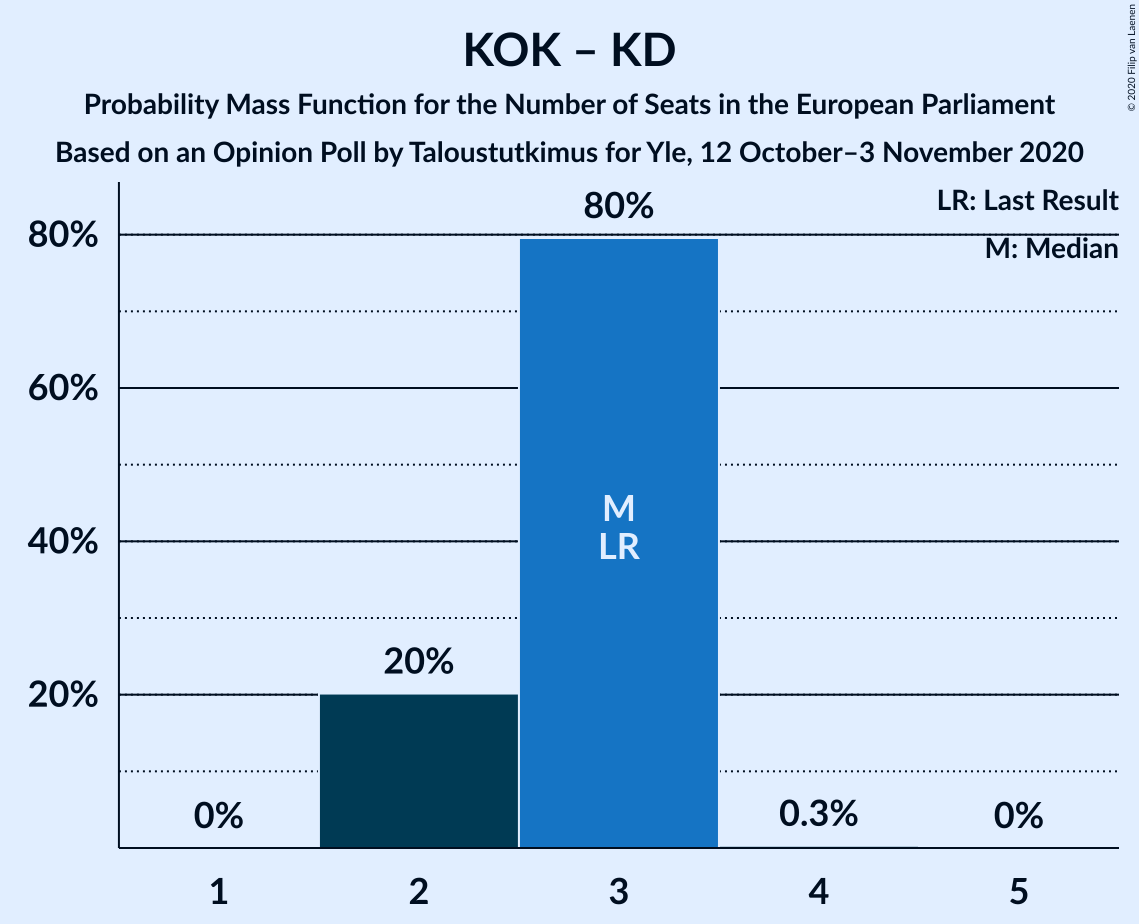 KOK – KD
Probability Mass Function for the Number of Seats in the European Parliament
Based on an Opinion Poll by Taloustutkimus for Yle, 12 October–3 November 2020
© 2020 Filip van Laenen
LR: Last Result
M: Median
80%
60%
40%
20%
0%
20%
80%
M
LR
0.3%
0%
1 2 3 4 5